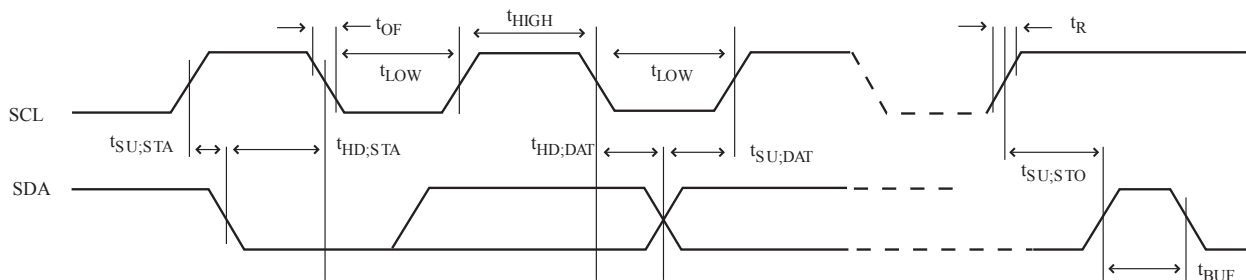 tOF
tHIGH
tR
tLOW
tLOW
SCL
tSU;STA
tHD;STA
tHD;DAT
tSU;DAT
tSU;STO
SDA
tBUF